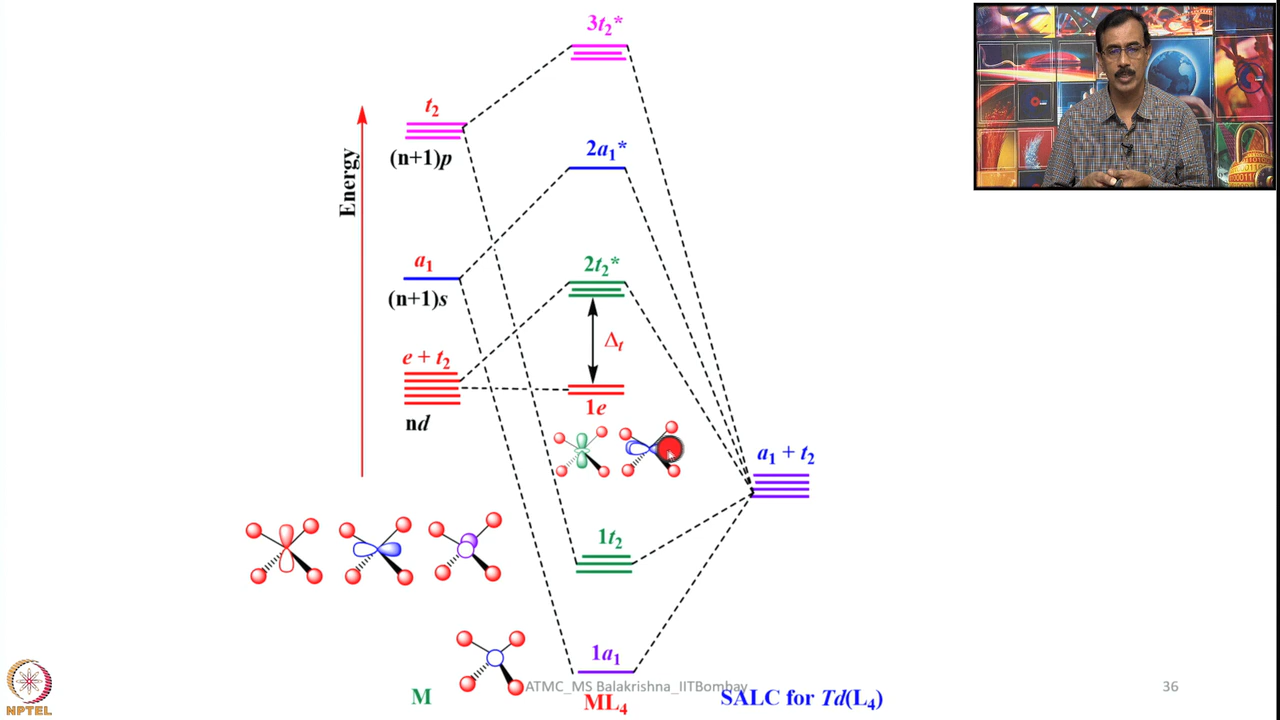 3t₂*
t₂
(n+1)p
2a₁*
Energy
a₁
(n+1)s
2t₂*
Δt
e + t₂
nd
1e
a₁ + t₂
1t₂
1a₁
ATMC_MS Balakrishna_IITBombay
36
M
ML₄
SALC for Td(L₄)
NPTEL